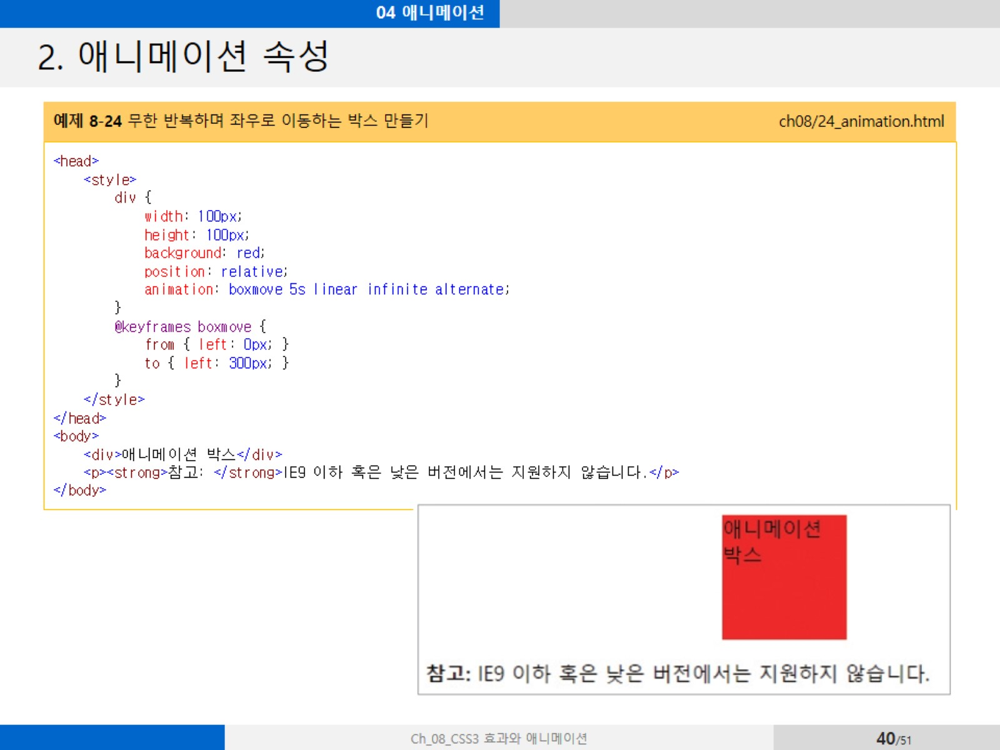 04 애니메이션
2. 애니메이션 속성
예제 8-24 무한 반복하며 좌우로 이동하는 박스 만들기 ch08/24_animation.html
<head>
<style>
div {
width: 100px;
height: 100px;
background: red;
position: relative;
animation: boxmove 5s linear infinite alternate;
}
@keyframes boxmove {
from { left: 0px; }
to { left: 300px; }
}
</style>
</head>
<body>
<div>애니메이션 박스</div>
<p><strong>참고: </strong>IE9 이하 혹은 낮은 버전에서는 지원하지 않습니다.</p>
</body>
애니메이션
박스
참고: IE9 이하 혹은 낮은 버전에서는 지원하지 않습니다.
Ch_08_CSS3 효과와 애니메이션
40/51